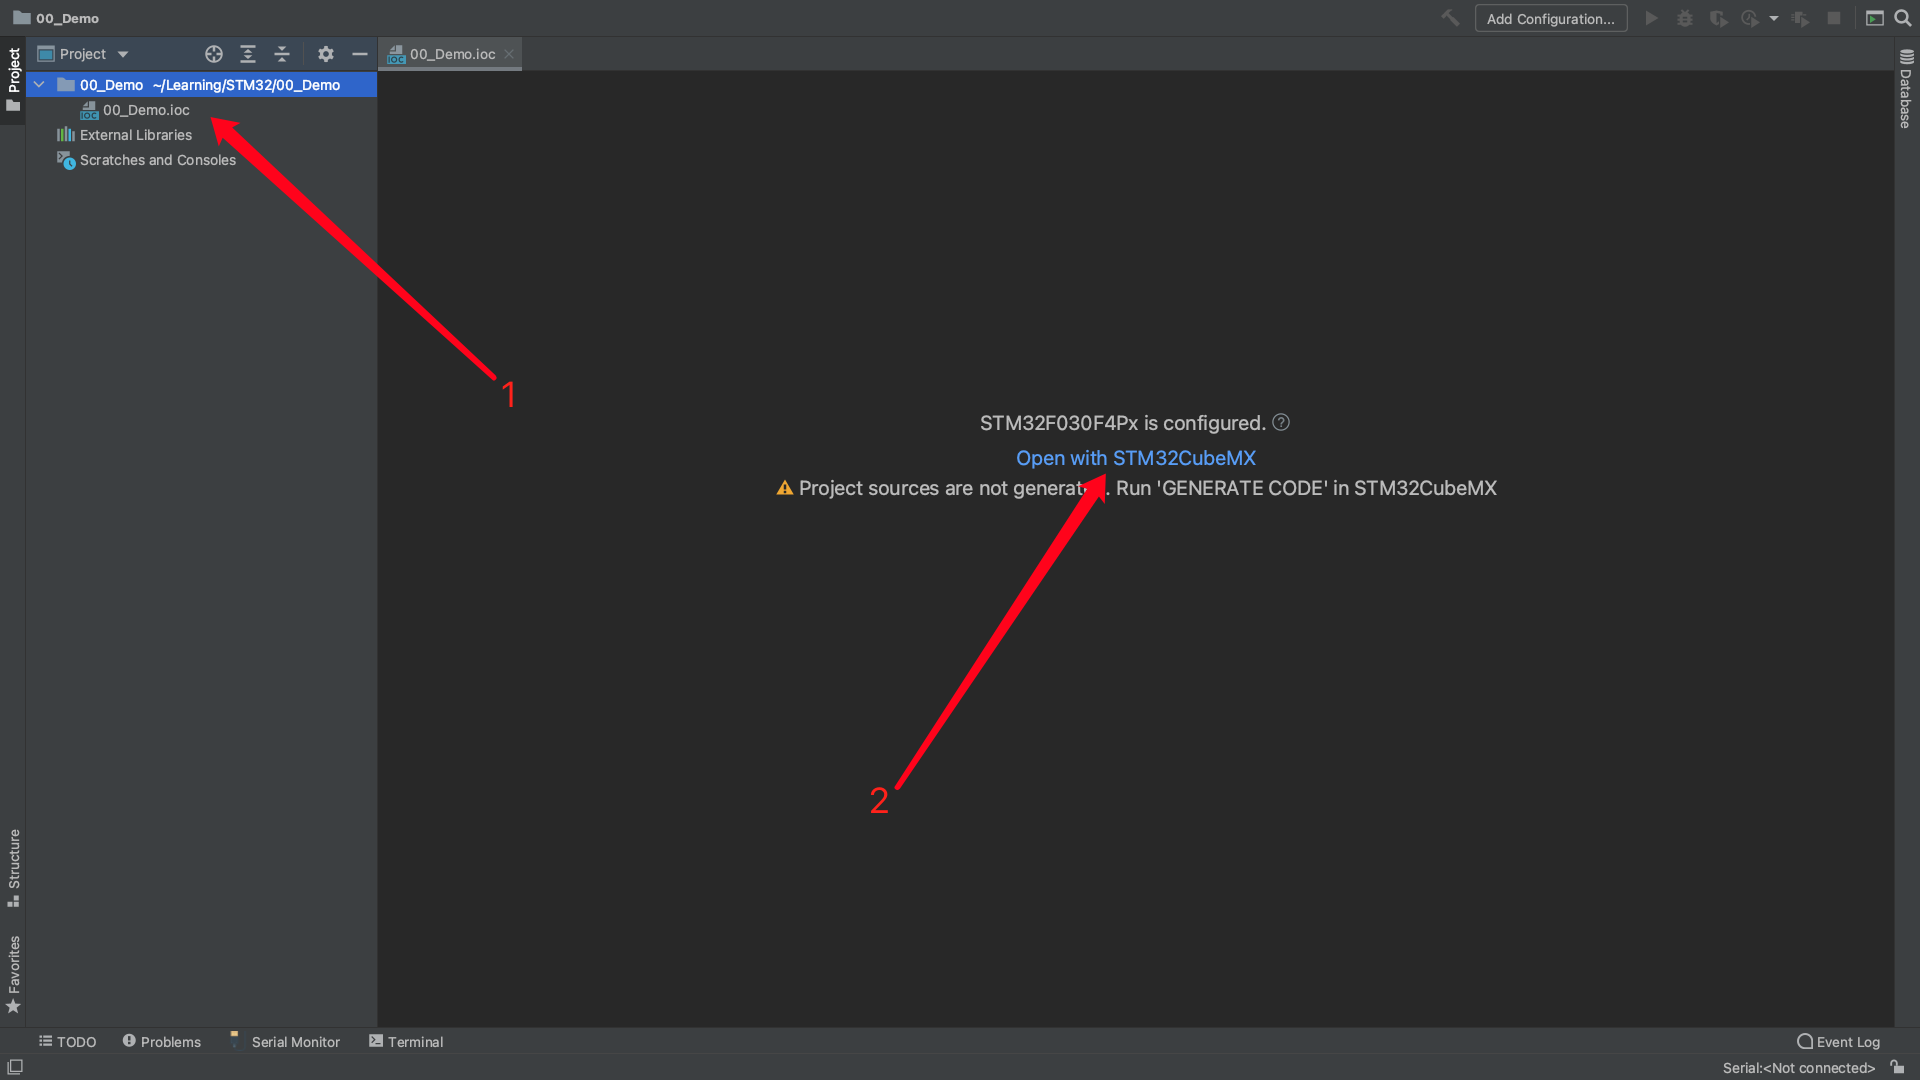 00_Demo
Add Configuration...
Project
Project
00_Demo.ioc
00_Demo ~/Learning/STM32/00_Demo
00_Demo.ioc
External Libraries
Scratches and Consoles
Database
1
STM32F030F4Px is configured.
Open with STM32CubeMX
Project sources are not generat . Run 'GENERATE CODE' in STM32CubeMX
2
Structure
Favorites
TODO
Problems
Serial Monitor
Terminal
Event Log
Serial:<Not connected>